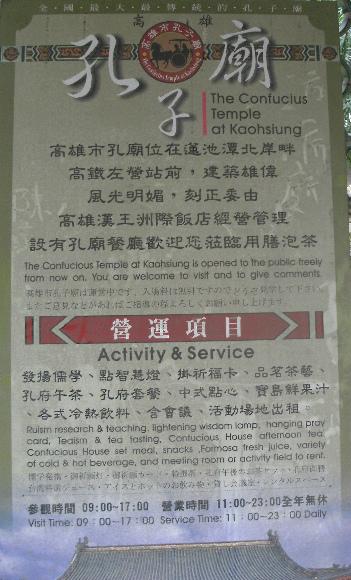 全國最大最傳統的孔子廟
高雄
高雄市孔子廟
孔子廟
The Confucius
Temple
at Kaohsiung
高雄市孔廟位在蓮池潭北岸畔
高鐵左營站前，建築雄偉
風光明媚，刻正委由
高雄漢王洲際飯店經營管理
設有孔廟餐廳歡迎您蒞臨用膳泡茶
The Confucious Temple at Kaohsiung is opened to the public freely
from now on. You are welcome to visit and to give comments.
營運項目
Activity & Service
發揚儒學、點智慧燈、掛祈福卡、品茗茶藝、
孔府午茶、孔府套餐、中式點心、寶島鮮果汁
、各式冷熱飲料、含會議、活動場地出租。
Ruism research & teaching, lightening wisdom lamp, hanging pray
card, Teaism & tea tasting, Confucious House afternoon tea,
Confucious House set meal, snacks ,Formosa fresh juice, variety
of cold & hot beverage, and meeting room or activity field to rent.
參觀時間 09:00~17:00 營業時間 11:00~23:00全年無休
Visit Time: 09：00~17：00 Service Time: 11：00~23：00 Daily